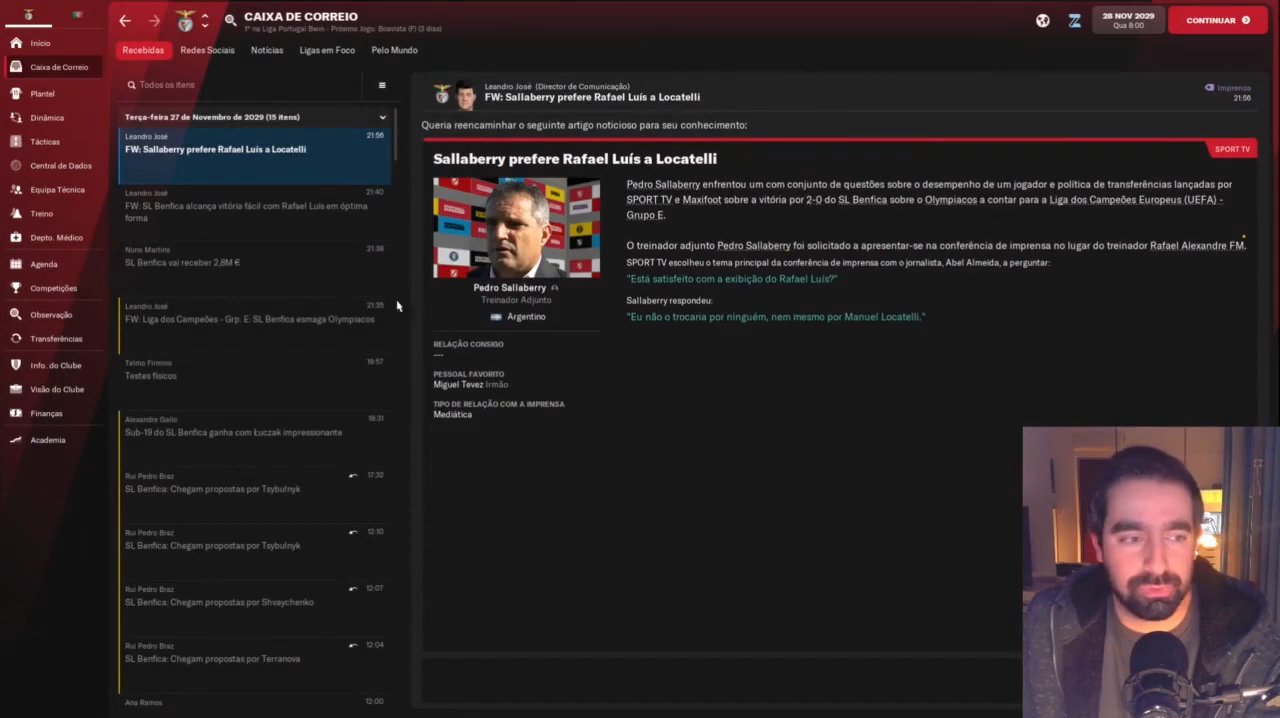 CAIXA DE CORREIO
1º na Liga Portugal Bwin - Próximo Jogo: Boavista (F) (3 dias)
28 NOV 2029
Qua 8:00
CONTINUAR
Início
Caixa de Correio
Plantel
Dinâmica
Tácticas
Central de Dados
Equipa Técnica
Treino
Depto. Médico
Agenda
Competições
Observação
Transferências
Info. do Clube
Visão do Clube
Finanças
Academia
Recebidas Redes Sociais Notícias Ligas em Foco Pelo Mundo
Todos os itens
Terça-feira 27 de Novembro de 2029 (15 itens)
Leandro José 21:56
FW: Sallaberry prefere Rafael Luís a Locatelli
Leandro José 21:40
FW: SL Benfica alcança vitória fácil com Rafael Luís em óptima
forma
Nuno Martins 21:38
SL Benfica vai receber 2,8M €
Leandro José 21:35
FW: Liga dos Campeões - Grp. E: SL Benfica esmaga Olympiacos
Telmo Firmino 19:57
Testes físicos
Alexandre Gallo 18:31
Sub-19 do SL Benfica ganha com Łuczak impressionante
Rui Pedro Braz 17:32
SL Benfica: Chegam propostas por Tsybulnyk
Rui Pedro Braz 12:10
SL Benfica: Chegam propostas por Tsybulnyk
Rui Pedro Braz 12:07
SL Benfica: Chegam propostas por Shvaychenko
Rui Pedro Braz 12:04
SL Benfica: Chegam propostas por Terranova
Ana Ramos 12:00
Leandro José (Director de Comunicação)
FW: Sallaberry prefere Rafael Luís a Locatelli
Imprensa
21:56
Queria reencaminhar o seguinte artigo noticioso para seu conhecimento:
SPORT TV
Sallaberry prefere Rafael Luís a Locatelli
Pedro Sallaberry
Treinador Adjunto
Argentino
RELAÇÃO CONSIGO
---
PESSOAL FAVORITO
Miguel Tevez Irmão
TIPO DE RELAÇÃO COM A IMPRENSA
Mediática
Pedro Sallaberry enfrentou um com conjunto de questões sobre o desempenho de um jogador e política de transferências lançadas por
SPORT TV e Maxifoot sobre a vitória por 2-0 do SL Benfica sobre o Olympiacos a contar para a Liga dos Campeões Europeus (UEFA) -
Grupo E.
O treinador adjunto Pedro Sallaberry foi solicitado a apresentar-se na conferência de imprensa no lugar do treinador Rafael Alexandre FM.
SPORT TV escolheu o tema principal da conferência de imprensa com o jornalista, Abel Almeida, a perguntar:
"Está satisfeito com a exibição do Rafael Luís?"
Sallaberry respondeu:
"Eu não o trocaria por ninguém, nem mesmo por Manuel Locatelli."